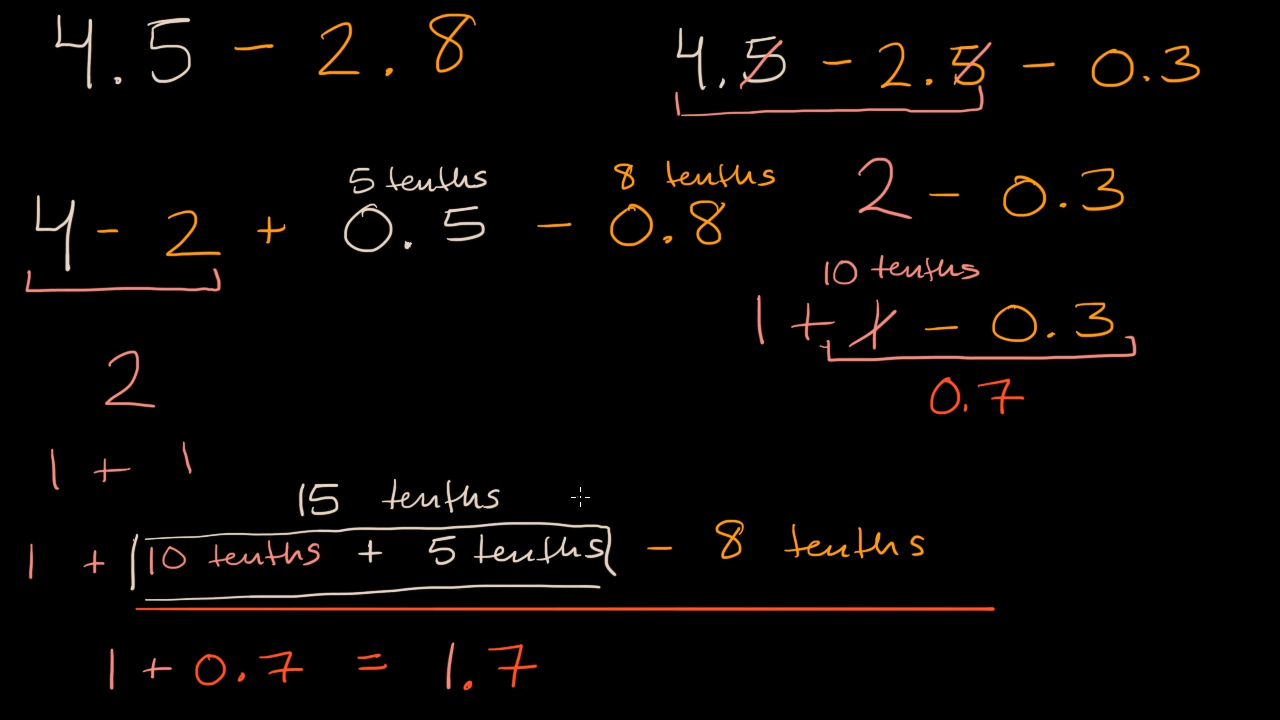 4.5 - 2.8
4 - 2 + 0.5 - 0.8
5 tenths 8 tenths
2
1 + 1
15 tenths
1 + (10 tenths + 5 tenths) - 8 tenths
1 + 0.7 = 1.7
4.5 - 2.5 - 0.3
2 - 0.3
10 tenths
1 + 1 - 0.3
0.7